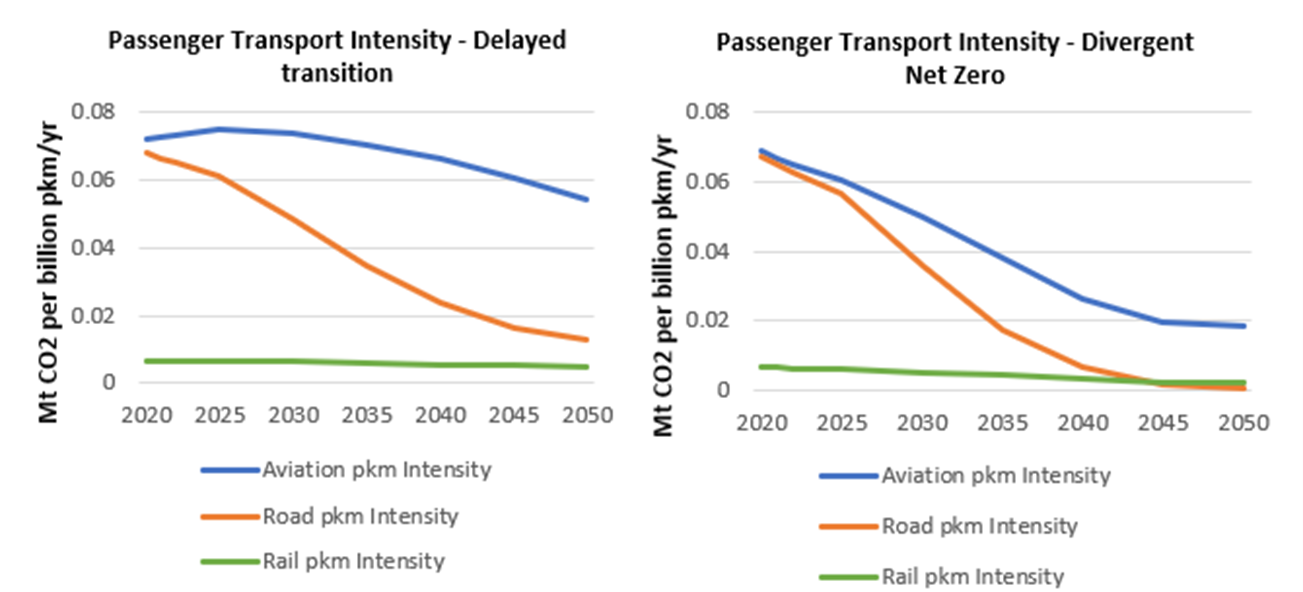 Passenger Transport Intensity - Delayed
transition
Mt CO2 per billion pkm/yr
0.08
0.06
0.04
0.02
0
2020 2025 2030 2035 2040 2045 2050
Aviation pkm Intensity
Road pkm Intensity
Rail pkm Intensity
Passenger Transport Intensity - Divergent
Net Zero
Mt CO2 per billion pkm/yr
0.08
0.06
0.04
0.02
0
2020 2025 2030 2035 2040 2045 2050
Aviation pkm Intensity
Road pkm Intensity
Rail pkm Intensity